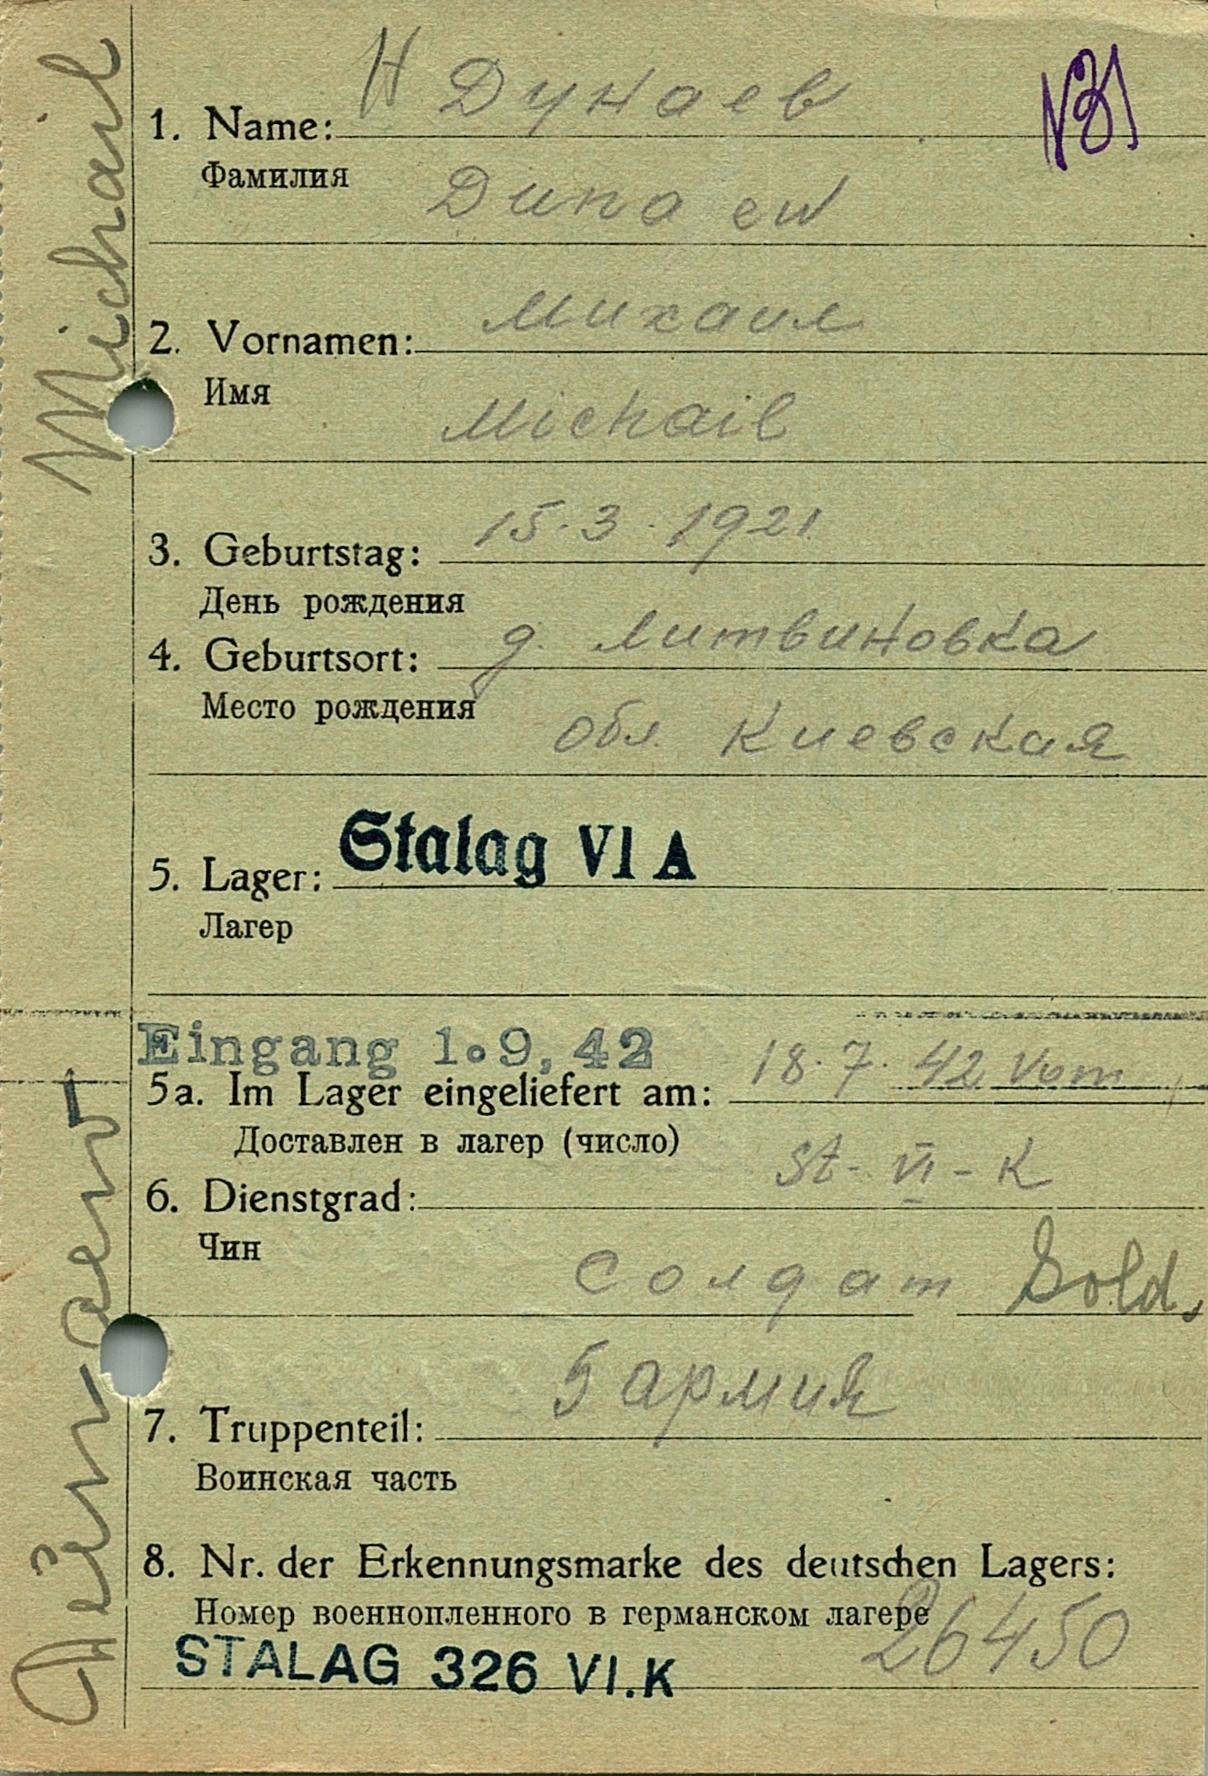 Н Дунаев
1. Name:
N 31
Фамилия
Dunaew
Михаил
2. Vornamen:
Имя
Michail
15.3.1921
3. Geburtstag:
День рождения
д. Литвиновка
4. Geburtsort:
Место рождения
Обл. Киевская
Stalag VI A
5. Lager:
Лагер
Eingang 1.9,42
18.7.42 Vom
5a. Im Lager eingeliefert am:
Доставлен в лагер (число)
St-VI-K
6. Dienstgrad:
Чин
Солдат Sold.
5 армия
7. Truppenteil:
Воинская часть
8. Nr. der Erkennungsmarke des deutschen Lagers:
Номер военнопленного в германском лагере
26450
STALAG 326 VI.K
Michail